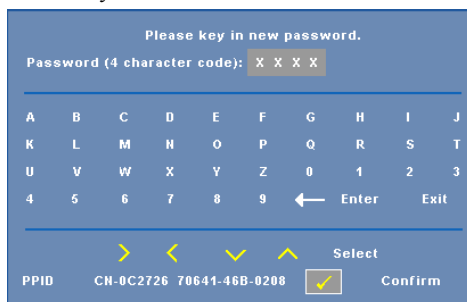 Please key in new password.
Password (4 character code): X X X X
A B C D E F G H I J
K L M N O P Q R S T
U V W X Y Z 0 1 2 3
4 5 6 7 8 9 ← Enter Exit
> < ∨ ∧ Select
PPID CN-0C2726 70641-46B-0208 ✓ Confirm